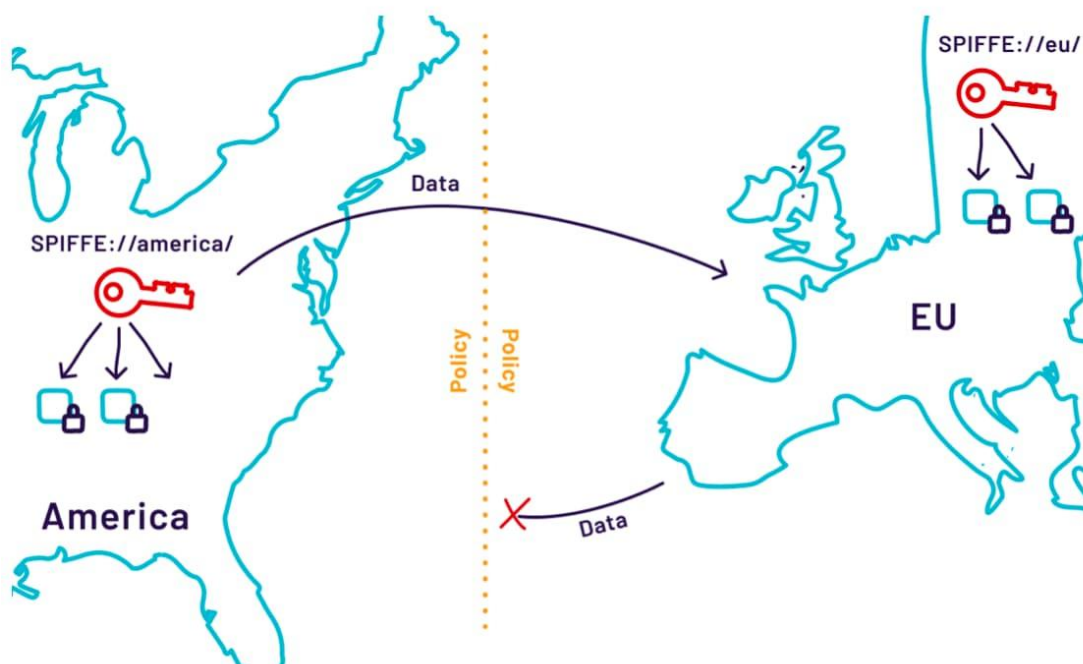 SPIFFE://eu/
Data
SPIFFE://america/
EU
Policy
Policy
America
Data